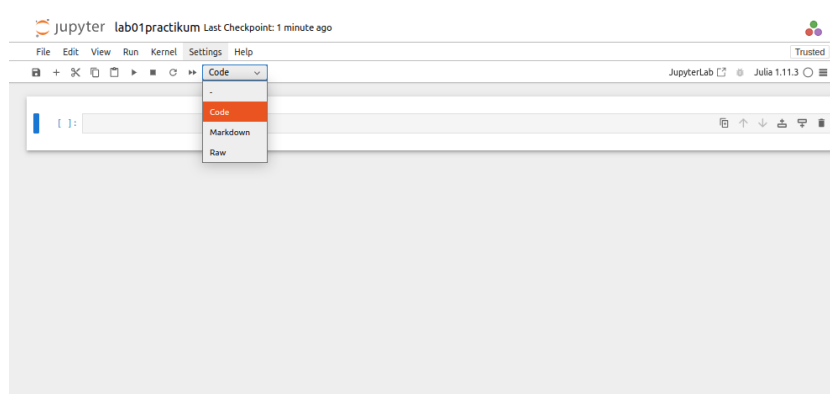 jupyter lab01practikum Last Checkpoint: 1 minute ago
File Edit View Run Kernel Settings Help
Trusted
Code
JupyterLab
Julia 1.11.3
-
Code
Markdown
Raw
[ ]: